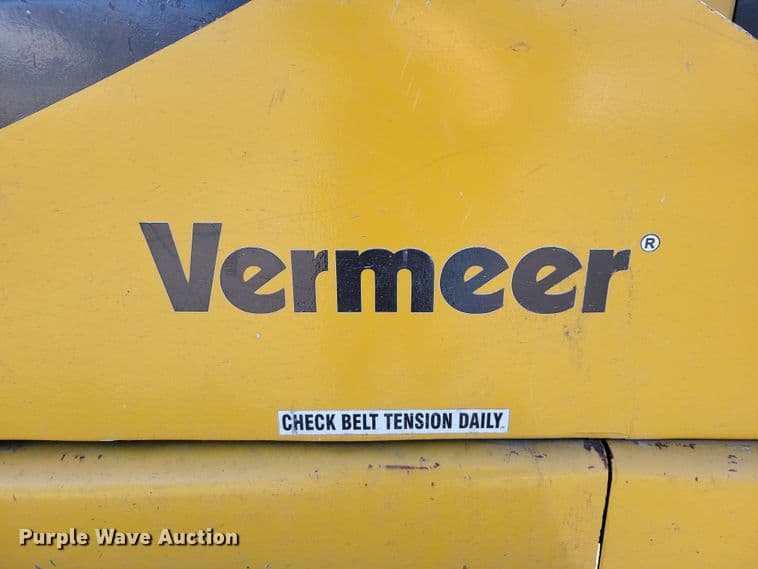 Vermeer®
CHECK BELT TENSION DAILY
Purple Wave Auction